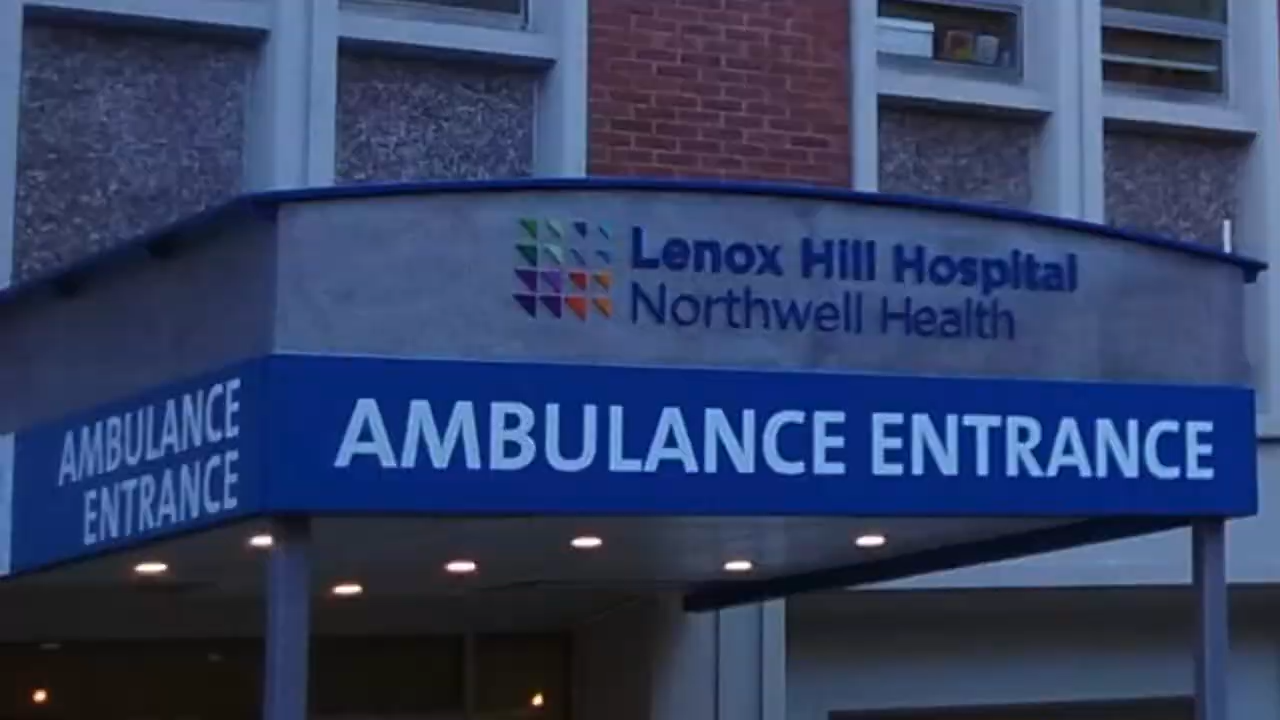 Lenox Hill Hospital
Northwell Health
AMBULANCE ENTRANCE
AMBULANCE
ENTRANCE